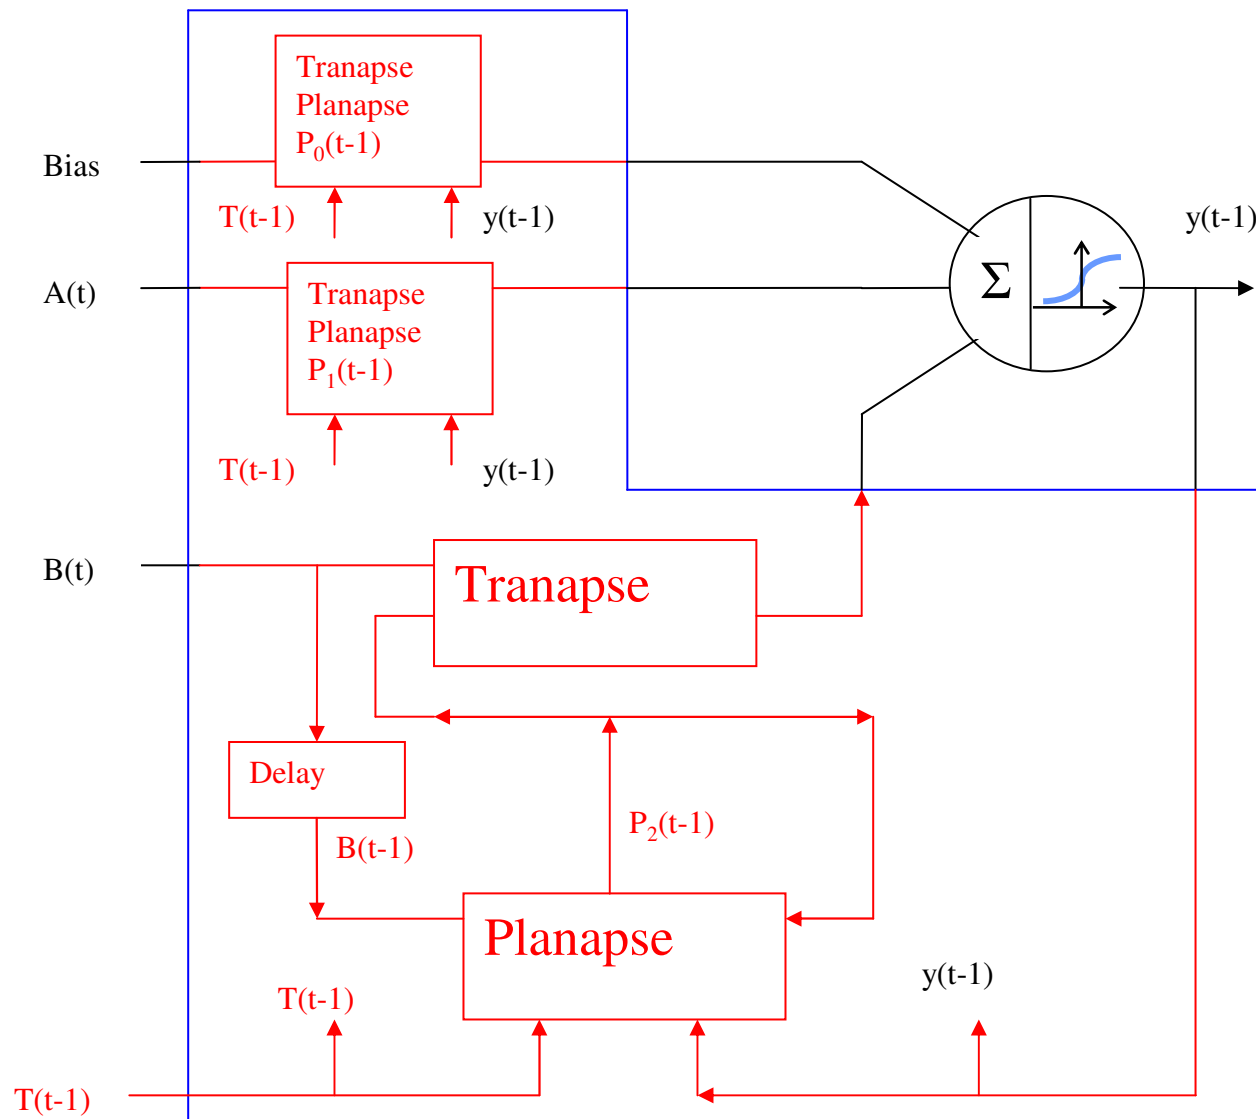 Tranapse
Planapse
P₀(t-1)
Bias
T(t-1)
y(t-1)
y(t-1)
A(t)
Tranapse
Planapse
P₁(t-1)
Σ
T(t-1)
y(t-1)
B(t)
Tranapse
Delay
P₂(t-1)
B(t-1)
Planapse
T(t-1)
y(t-1)
T(t-1)